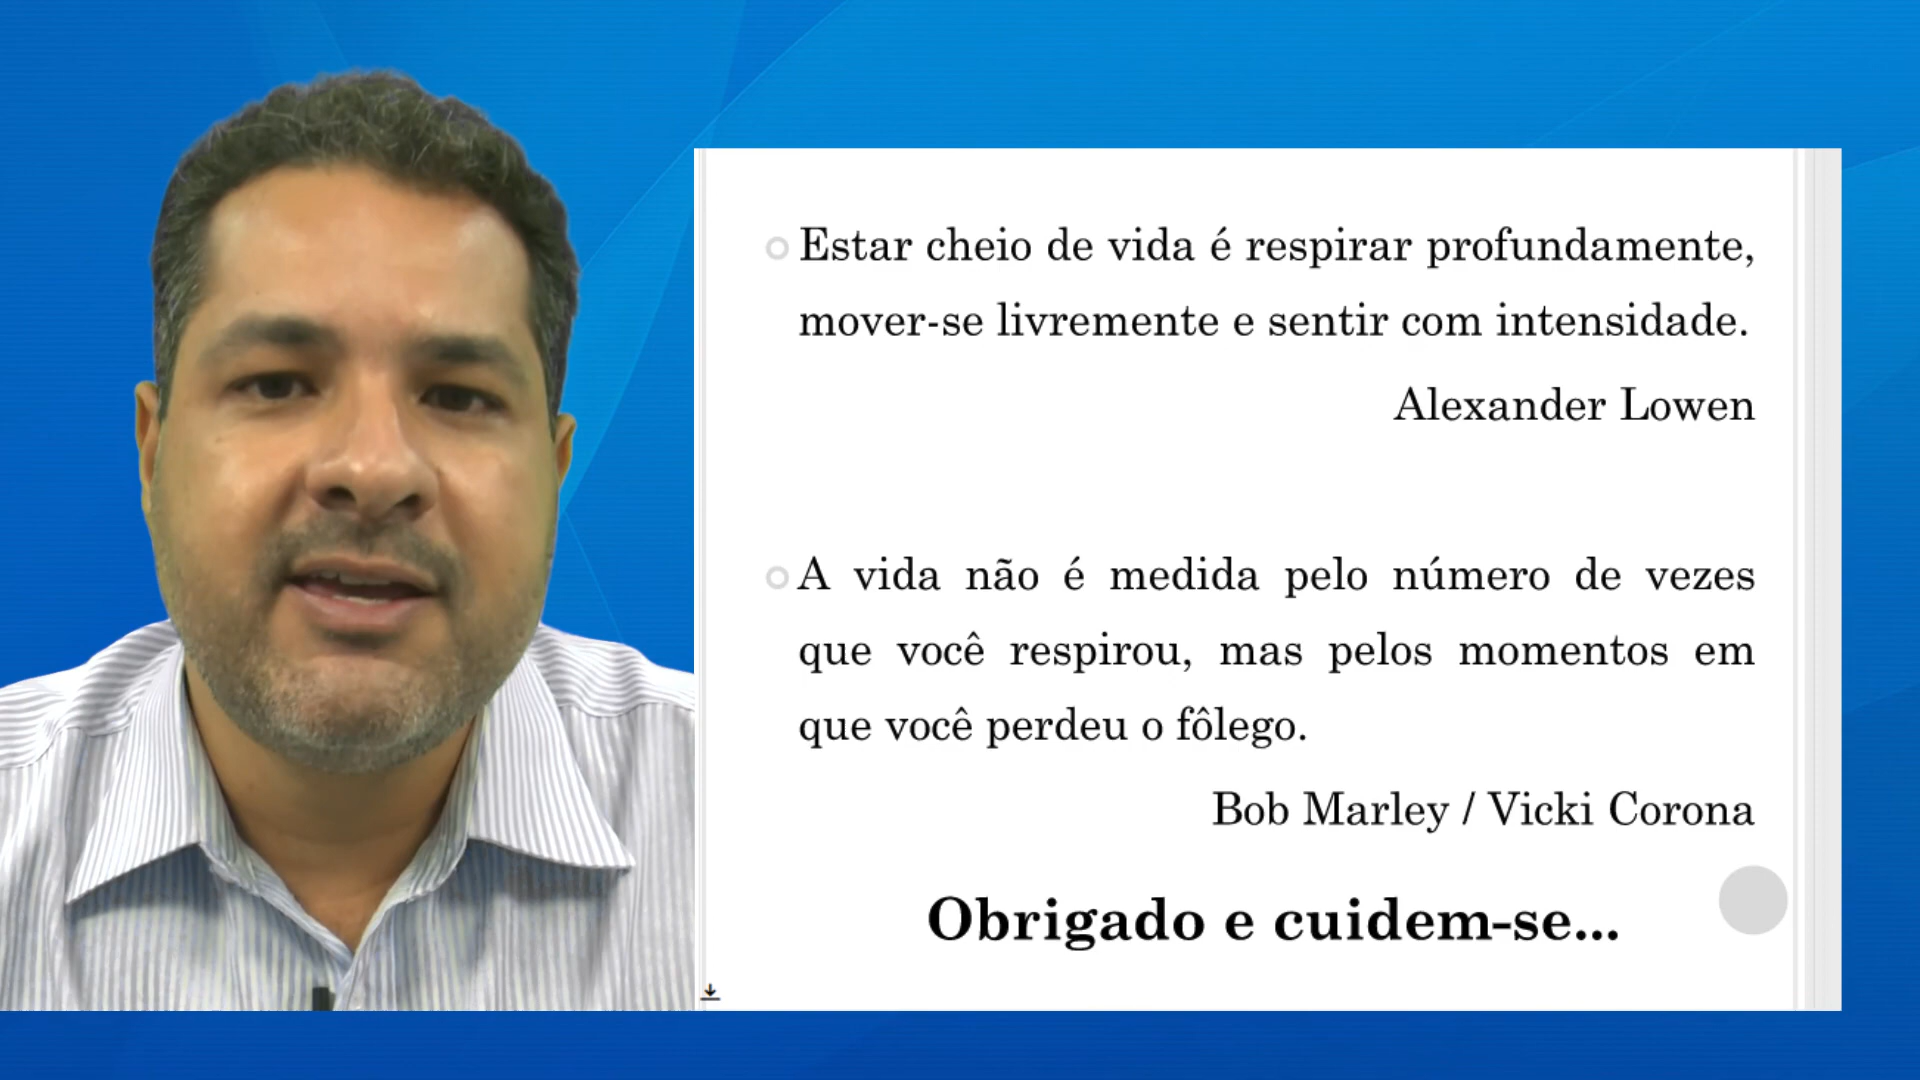 Estar cheio de vida é respirar profundamente,
mover-se livremente e sentir com intensidade.
Alexander Lowen
A vida não é medida pelo número de vezes
que você respirou, mas pelos momentos em
que você perdeu o fôlego.
Bob Marley / Vicki Corona
Obrigado e cuidem-se...